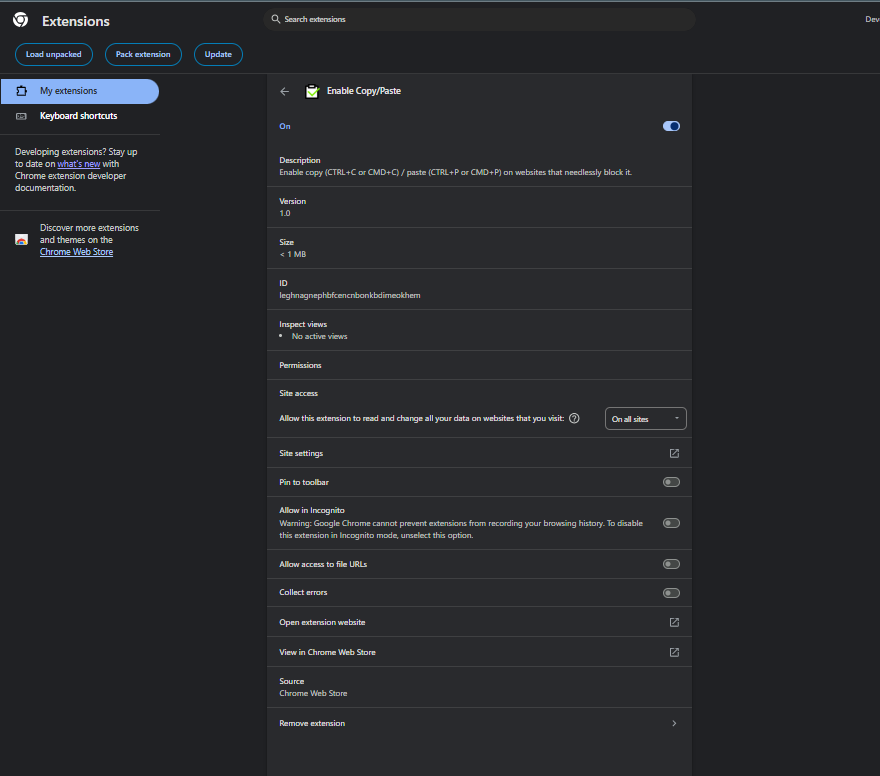 Extensions
Search extensions
Dev
Load unpacked
Pack extension
Update
My extensions
Keyboard shortcuts
Developing extensions? Stay up
to date on what's new with
Chrome extension developer
documentation.
Discover more extensions
and themes on the
Chrome Web Store
Enable Copy/Paste
On
Description
Enable copy (CTRL+C or CMD+C) / paste (CTRL+P or CMD+P) on websites that needlessly block it.
Version
1.0
Size
< 1 MB
ID
leghnagnephbfcencnbonkbdimeokhem
Inspect views
• No active views
Permissions
Site access
Allow this extension to read and change all your data on websites that you visit:
On all sites
Site settings
Pin to toolbar
Allow in Incognito
Warning: Google Chrome cannot prevent extensions from recording your browsing history. To disable
this extension in Incognito mode, unselect this option.
Allow access to file URLs
Collect errors
Open extension website
View in Chrome Web Store
Source
Chrome Web Store
Remove extension